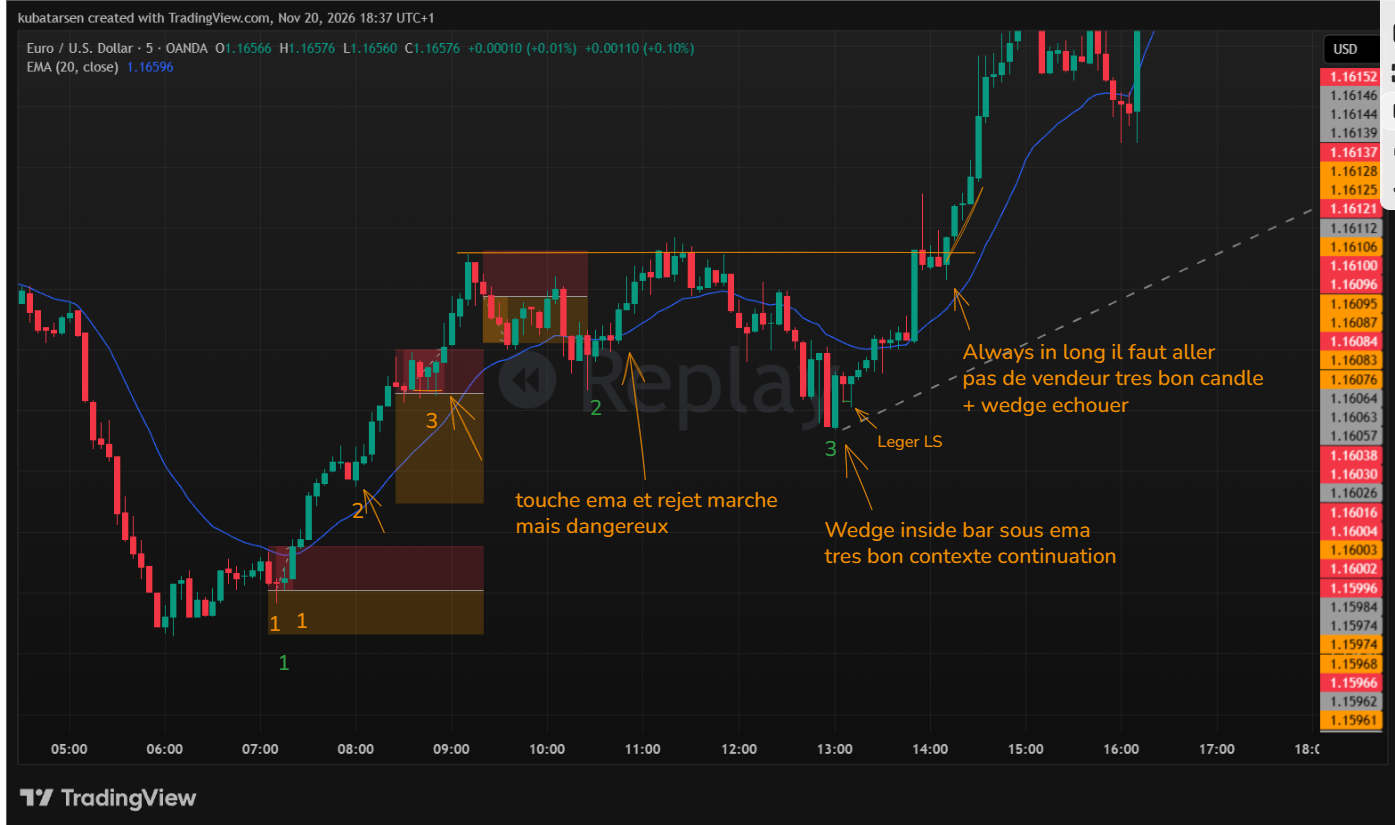 kubatarsen created with TradingView.com, Nov 20, 2026 18:37 UTC+1
Euro / U.S. Dollar · 5 · OANDA O1.16566 H1.16576 L1.16560 C1.16576 +0.00010 (+0.01%) +0.00110 (+0.10%)
EMA (20, close) 1.16596
USD
1.16152
1.16146
1.16144
1.16139
1.16137
1.16128
1.16125
1.16121
1.16112
1.16106
1.16100
1.16096
1.16095
1.16087
1.16084
1.16083
1.16076
1.16064
1.16063
1.16057
1.16038
1.16030
1.16026
1.16016
1.16004
1.16003
1.16002
1.15996
1.15984
1.15974
1.15974
1.15968
1.15966
1.15962
1.15961
Replay
Always in long il faut aller
pas de vendeur tres bon candle
+ wedge echouer
3
2
Leger LS
3
2
touche ema et rejet marche
mais dangereux
Wedge inside bar sous ema
tres bon contexte continuation
1 1
1
05:00 06:00 07:00 08:00 09:00 10:00 11:00 12:00 13:00 14:00 15:00 16:00 17:00
TradingView